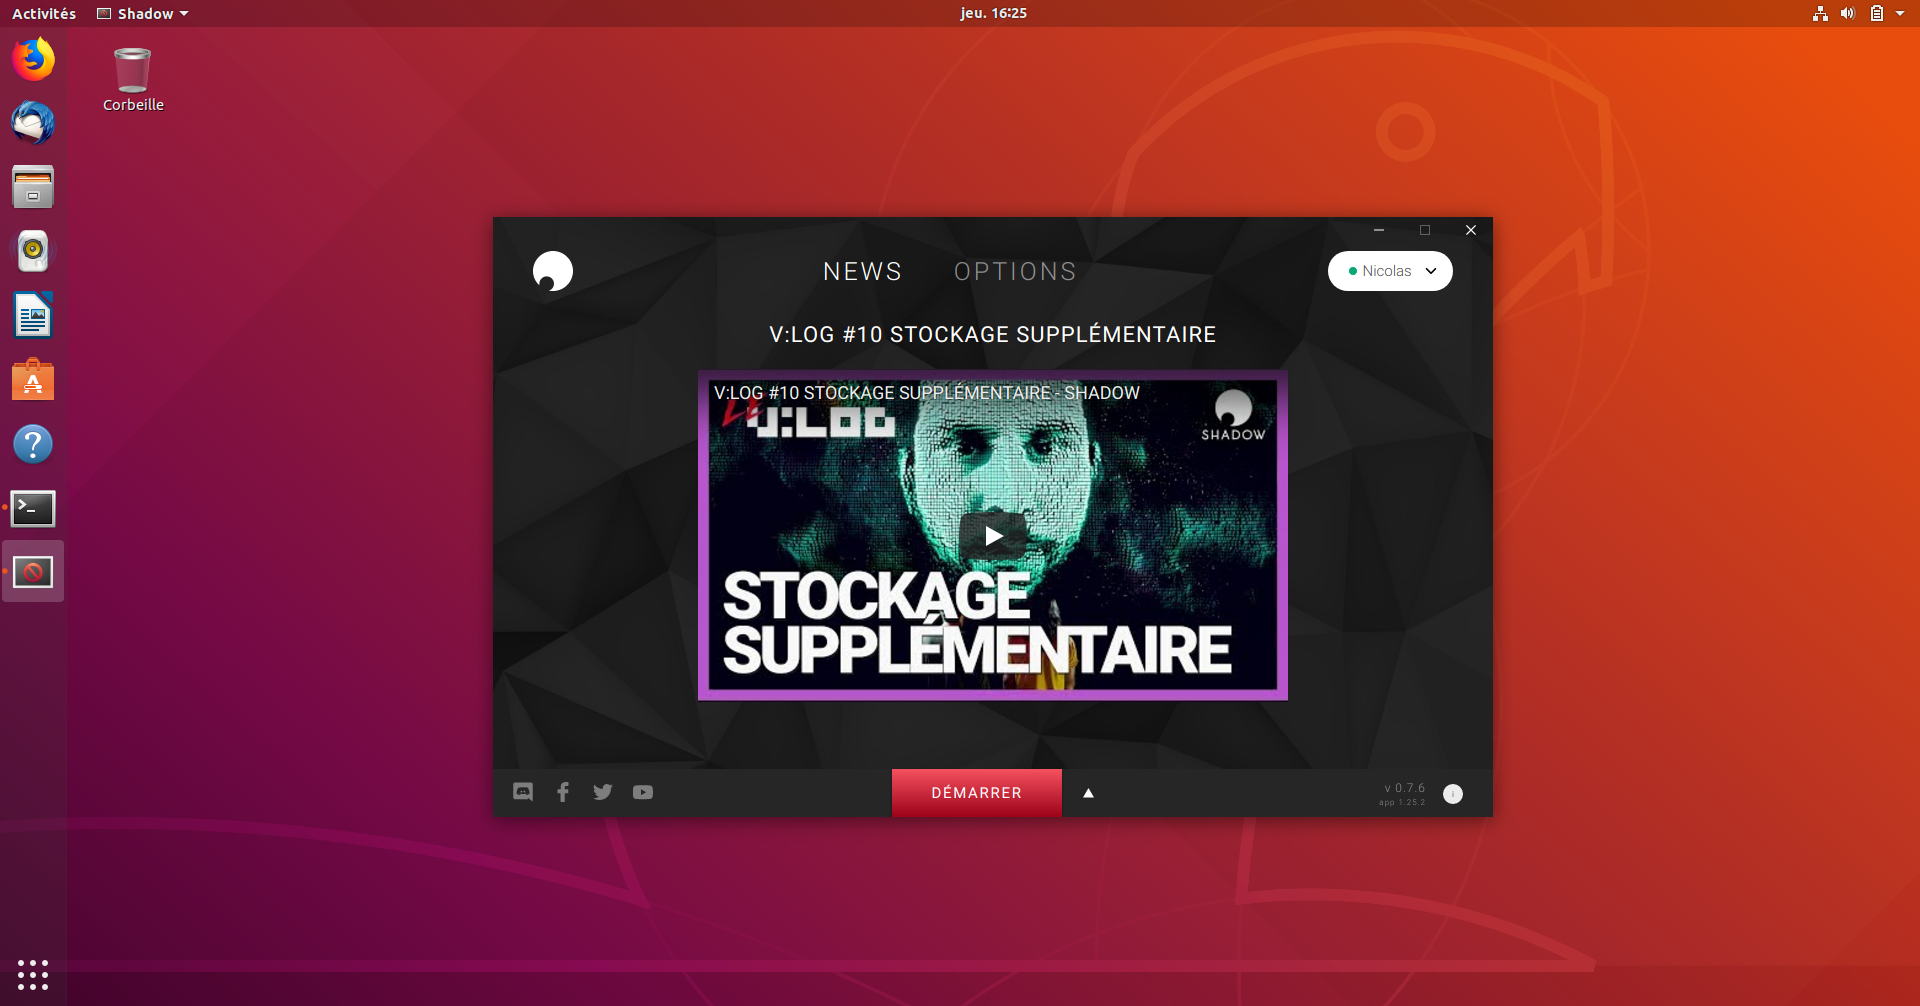 Activités
Shadow
jeu. 16:25
Corbeille
NEWS
OPTIONS
Nicolas
V:LOG #10 STOCKAGE SUPPLÉMENTAIRE
V:LOG #10 STOCKAGE SUPPLÉMENTAIRE - SHADOW
LE V:LOG
SHADOW
STOCKAGE
SUPPLÉMENTAIRE
DÉMARRER
v 0.7.6
app 1.25.2